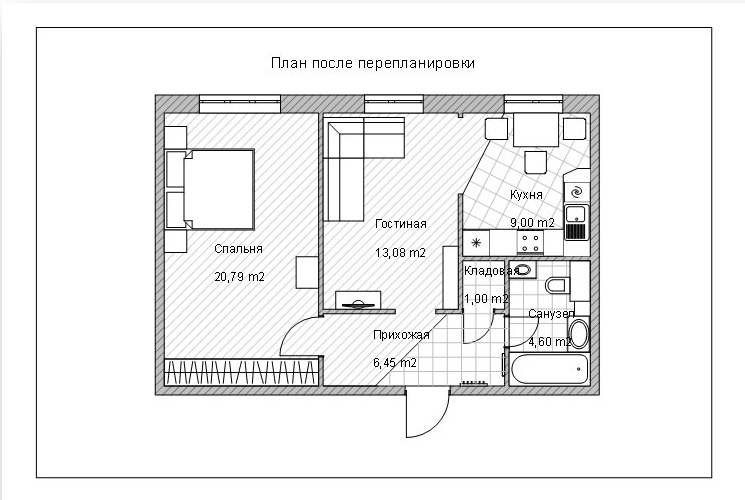 План после перепланировки
Кухня
9,00 m2
Гостиная
13,08 m2
Спальня
20,79 m2
Кладовая
1,00 m2
Санузел
4,60 m2
Прихожая
6,45 m2